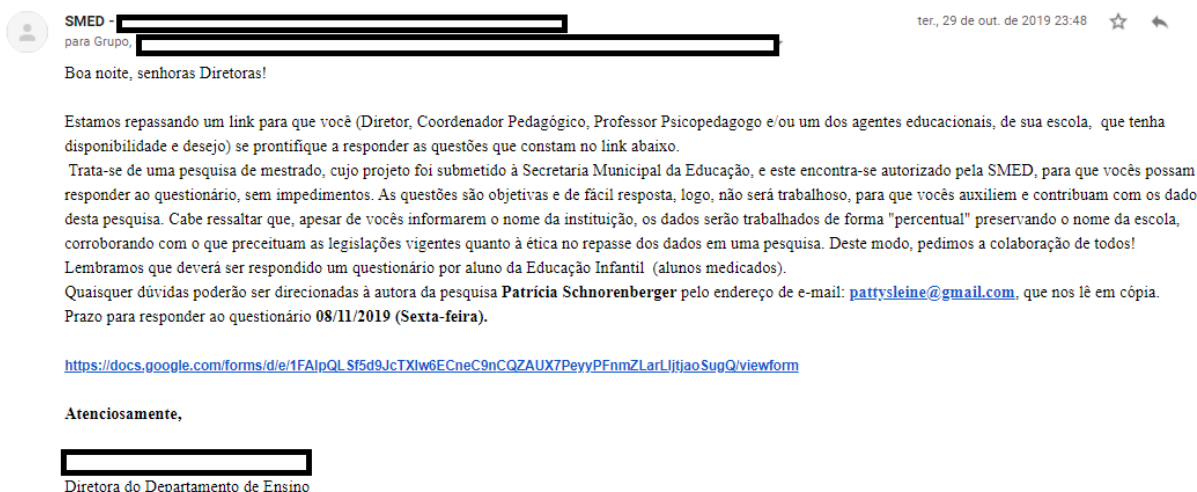 SMED -
ter., 29 de out. de 2019 23:48
para Grupo,
Boa noite, senhoras Diretoras!
Estamos repassando um link para que você (Diretor, Coordenador Pedagógico, Professor Psicopedagogo e/ou um dos agentes educacionais, de sua escola, que tenha
disponibilidade e desejo) se prontifique a responder as questões que constam no link abaixo.
Trata-se de uma pesquisa de mestrado, cujo projeto foi submetido à Secretaria Municipal da Educação, e este encontra-se autorizado pela SMED, para que vocês possam
responder ao questionário, sem impedimentos. As questões são objetivas e de fácil resposta, logo, não será trabalhoso, para que vocês auxiliem e contribuam com os dado
desta pesquisa. Cabe ressaltar que, apesar de vocês informarem o nome da instituição, os dados serão trabalhados de forma "percentual" preservando o nome da escola,
corroborando com o que preceituam as legislações vigentes quanto à ética no repasse dos dados em uma pesquisa. Deste modo, pedimos a colaboração de todos!
Lembramos que deverá ser respondido um questionário por aluno da Educação Infantil (alunos medicados).
Quaisquer dúvidas poderão ser direcionadas à autora da pesquisa Patrícia Schnorenberger pelo endereço de e-mail: pattysleine@gmail.com, que nos lê em cópia.
Prazo para responder ao questionário 08/11/2019 (Sexta-feira).
https://docs.google.com/forms/d/e/1FAIpQLSf5d9JcTXIw6ECneC9nCQZAUX7PeyyPFnmZLarLIjtjaoSugQ/viewform
Atenciosamente,
Diretora do Departamento de Ensino